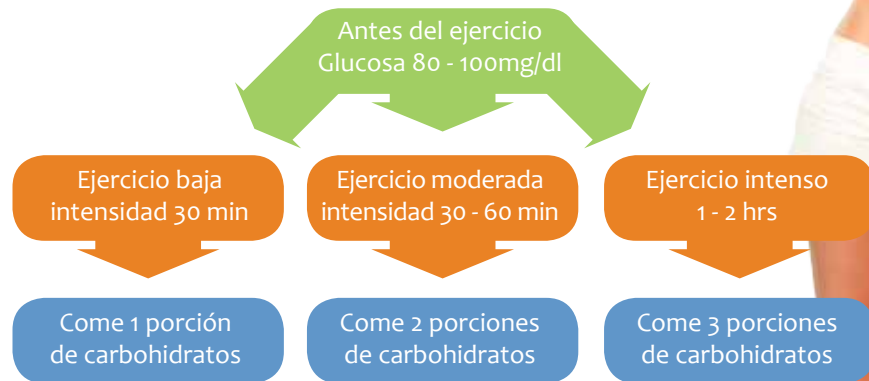 Antes del ejercicio
Glucosa 80 - 100mg/dl
Ejercicio baja
intensidad 30 min
Ejercicio moderada
intensidad 30 - 60 min
Ejercicio intenso
1 - 2 hrs
Come 1 porción
de carbohidratos
Come 2 porciones
de carbohidratos
Come 3 porciones
de carbohidratos